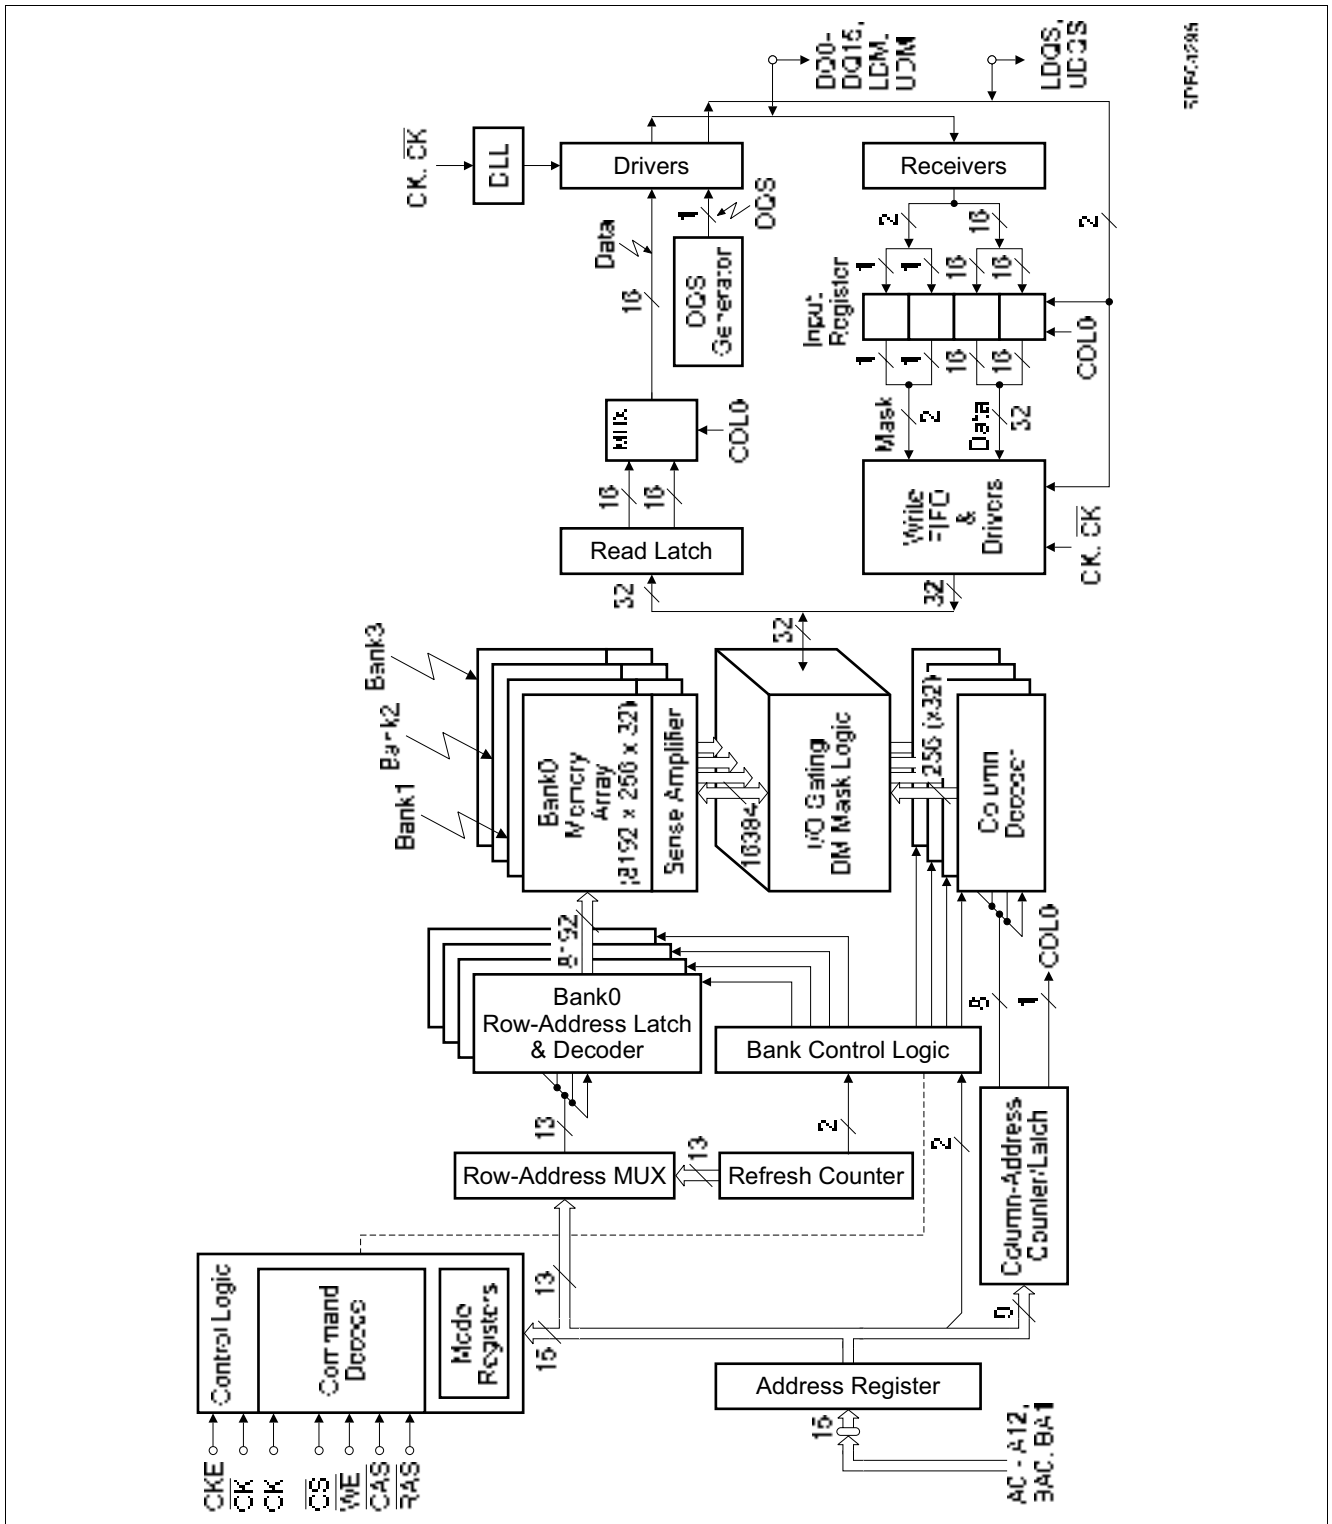 DQ0-
DQ15,
LDM,
UDM
LDQS,
UDQS
CK, CK
DLL
Drivers
Receivers
Data
1
DQS
DQS
Generator
16
2
16
2
1
1
16
16
Input
Register
COL0
1
1
16
16
Mask
2
Data
32
MUX
COL0
16
16
Read Latch
Write
FIFO
&
Drivers
CK, CK
32
32
32
Bank3
Bank2
Bank1
Bank0
Memory
Array
(8192 x 256 x 32)
Sense Amplifier
16384
I/O Gating
DM Mask Logic
256 (x32)
Column
Decoder
8192
Bank0
Row-Address Latch
& Decoder
Bank Control Logic
8
1
COL0
13
2
2
Row-Address MUX
13
Refresh Counter
Column-Address
Counter/Latch
Control Logic
Command
Decode
Mode
Registers
13
15
9
Address Register
15
CKE
CK
CK
CS
WE
CAS
RAS
A0 - A12,
BA0, BA1